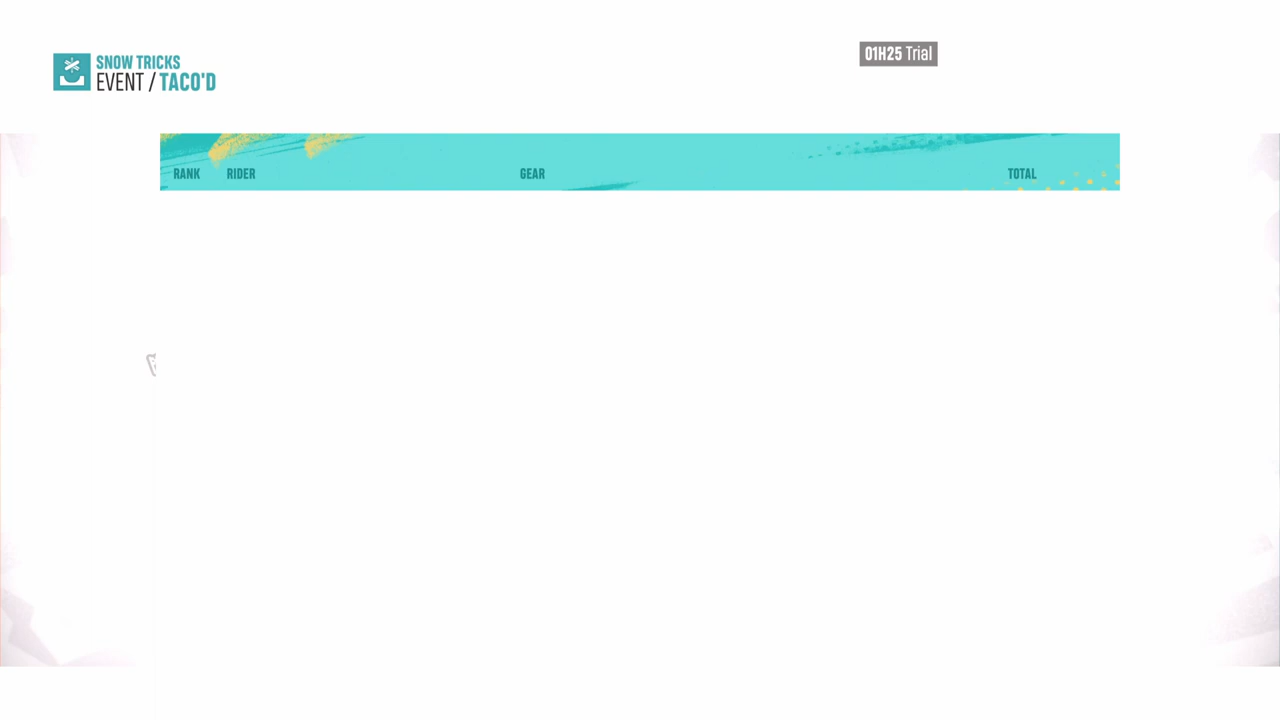 SNOW TRICKS
EVENT / TACO'D
01H25 Trial
RANK RIDER GEAR TOTAL